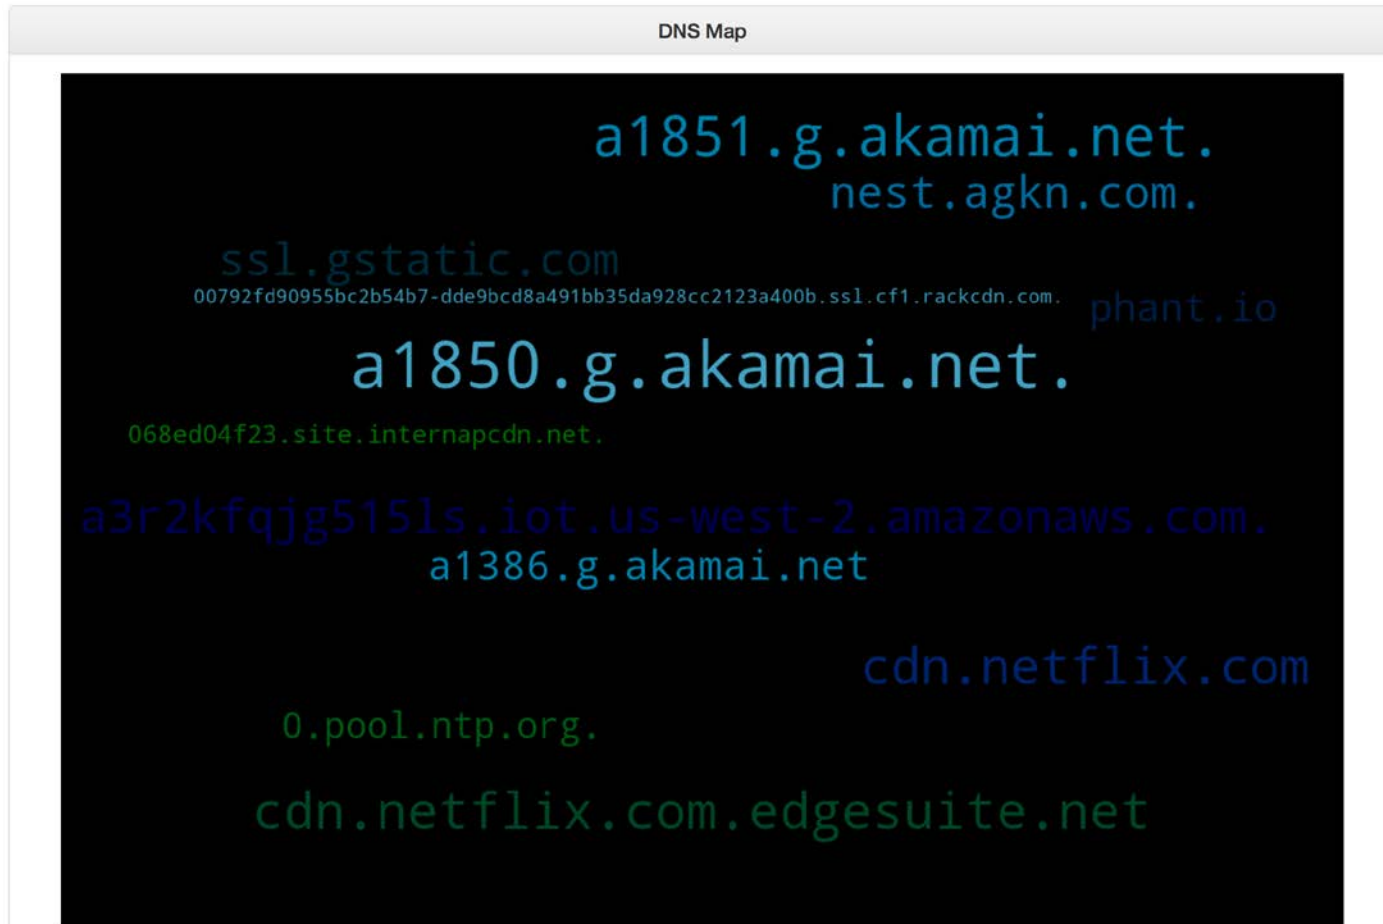 DNS Map
a1851.g.akamai.net.
nest.agkn.com.
ssl.gstatic.com
00792fd90955bc2b54b7-dde9bcd8a491bb35da928cc2123a400b.ssl.cf1.rackcdn.com.
phant.io
a1850.g.akamai.net.
068ed04f23.site.internapcdn.net.
a3r2kfqjg515ls.iot.us-west-2.amazonaws.com.
a1386.g.akamai.net
cdn.netflix.com
0.pool.ntp.org.
cdn.netflix.com.edgesuite.net